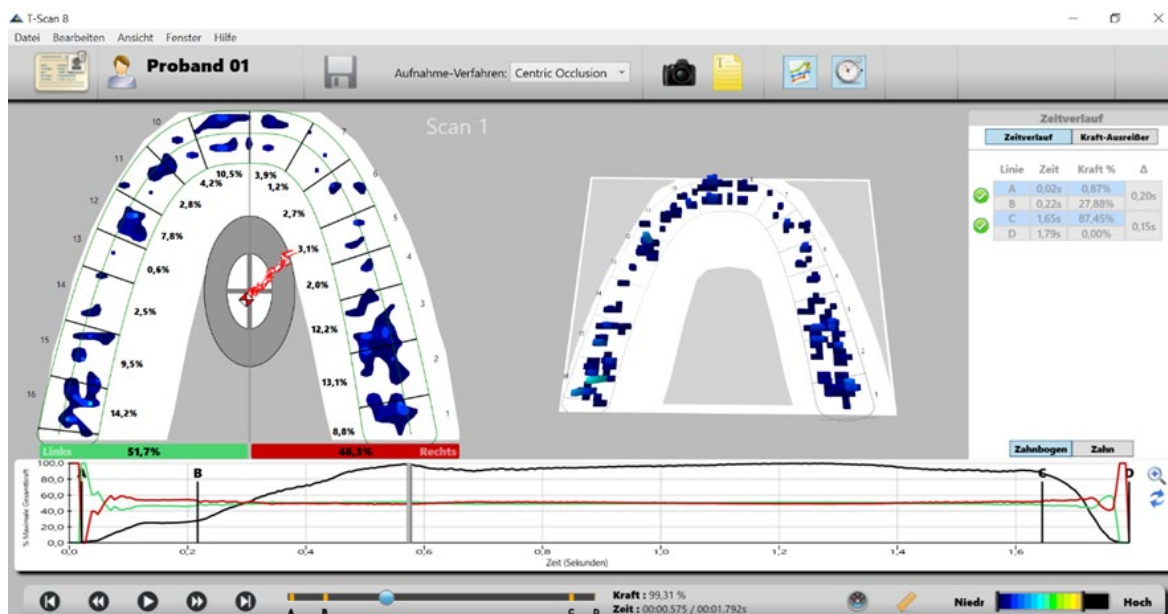 T-Scan 8
Datei Bearbeiten Ansicht Fenster Hilfe
Proband 01
Aufnahme-Verfahren: Centric Occlusion
Scan 1
10
11
12
13
14
15
16
7
5
4
3
2
1
10,5%
3,9%
4,2%
1,2%
2,8%
2,7%
7,8%
3,1%
0,6%
2,0%
2,5%
12,2%
9,5%
13,1%
14,2%
8,8%
Links 51,7% 48,3% Rechts
Zeitverlauf
Zeitverlauf Kraft-Ausreißer
Linie Zeit Kraft % Δ
A 0,02s 0,87% 0,20s
B 0,22s 27,88%
C 1,65s 87,45% 0,15s
D 1,79s 0,00%
Zahnbogen Zahn
% Maximale Gesamtkraft
100,0
80,0
60,0
40,0
20,0
0,0
A B C D
0,0 0,2 0,4 0,6 0,8 1,0 1,2 1,4 1,6
Zeit (Sekunden)
A B C D
Kraft : 99,31 %
Zeit : 00:00.575 / 00:01.792s
Niedr Hoch